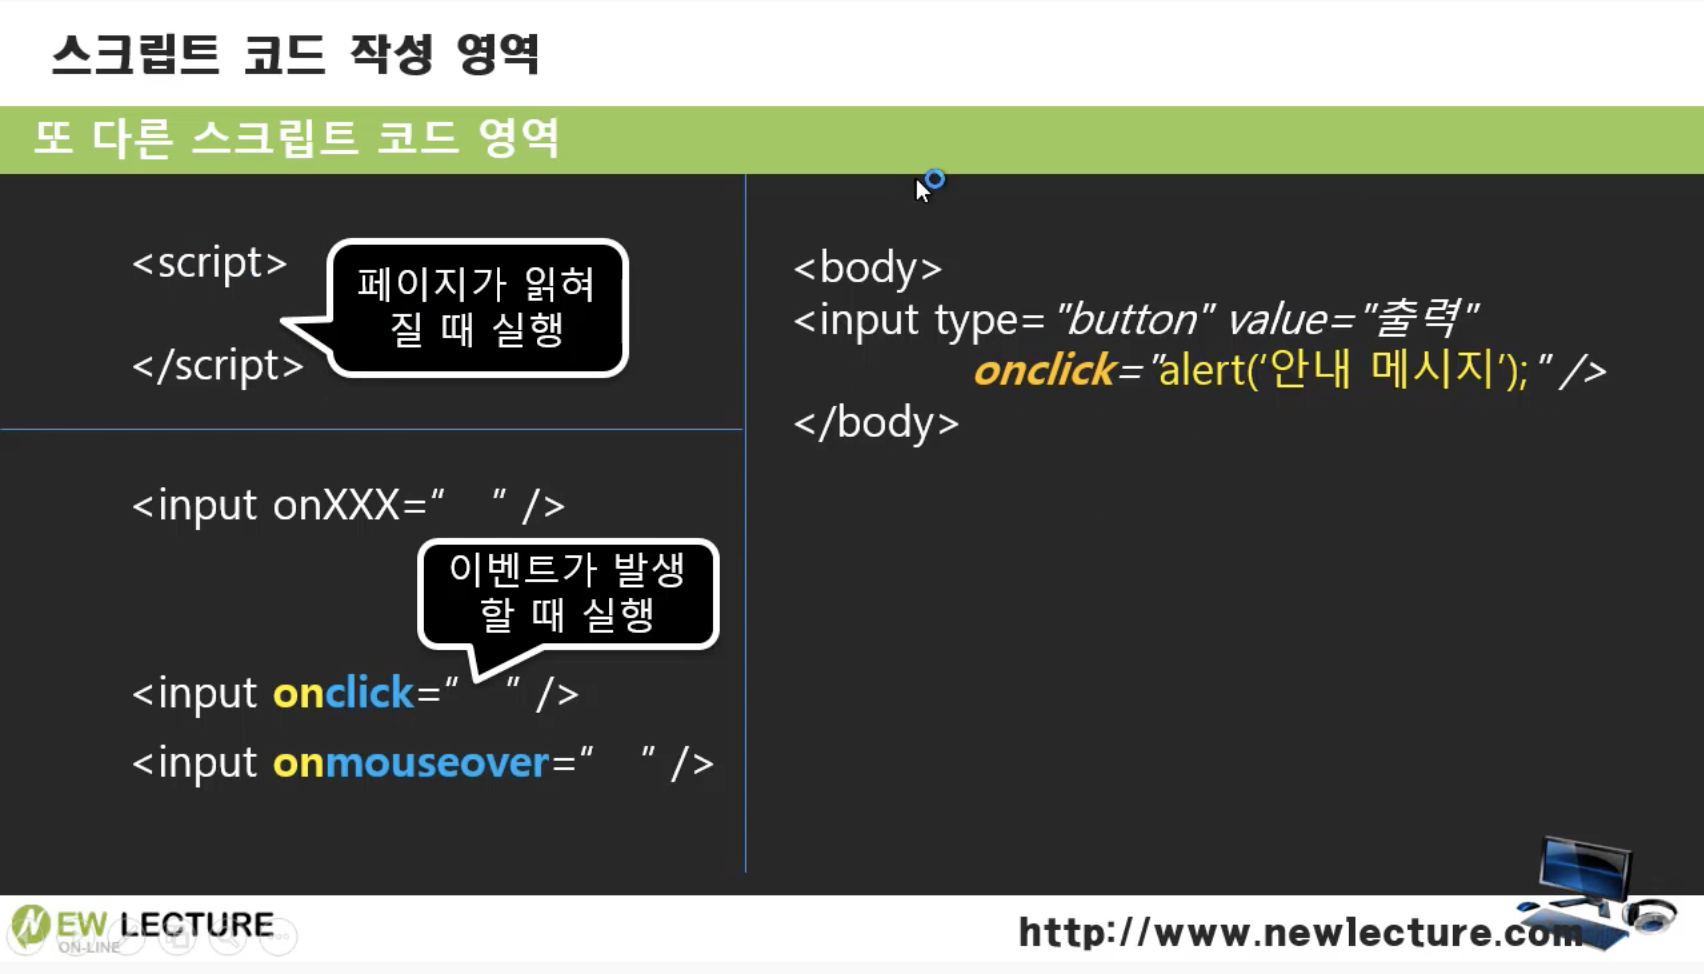 스크립트 코드 작성 영역
또 다른 스크립트 코드 영역
<script>
페이지가 읽혀
질 때 실행
</script>
<input onXXX=“    ” />
이벤트가 발생
할 때 실행
<input onclick=“    ” />
<input onmouseover=“    ” />
<body>
<input type= ”button” value=”출력”
onclick=”alert(‘안내 메시지’); ” />
</body>
NEW LECTURE
ON-LINE
http://www.newlecture.com